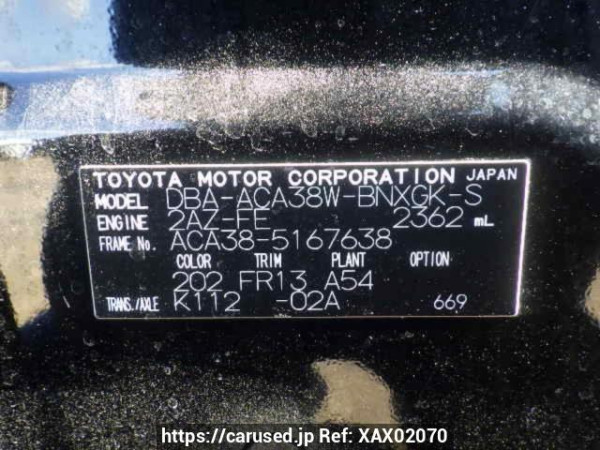 TOYOTA MOTOR CORPORATION JAPAN
MODEL DBA-ACA38W-BNXGK-S
ENGINE 2AZ-FE 2362 mL
FRAME No. ACA38-5167638
COLOR TRIM PLANT OPTION
202 FR13 A54
TRANS./AXLE K112 -02A 669
https://carused.jp Ref: XAX02070